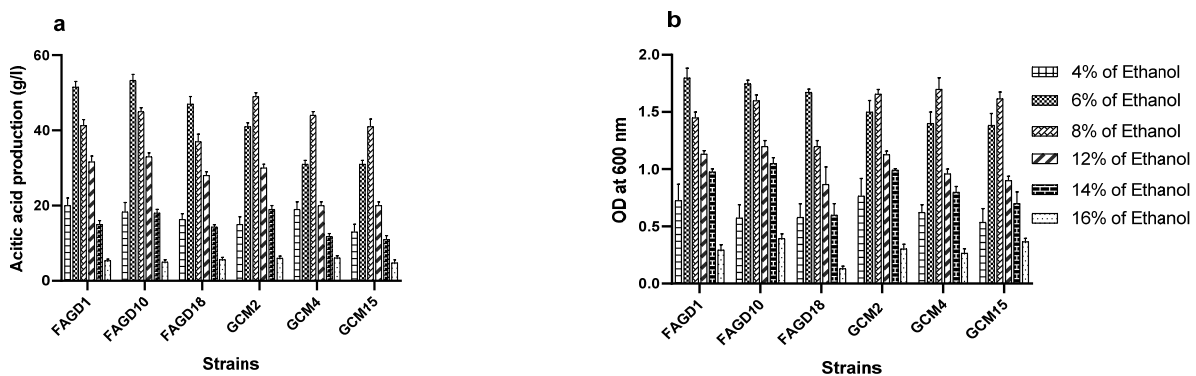 a
Acitic acid production (g/l)
60
40
20
0
FAGD1
FAGD10
FAGD18
GCM2
GCM4
GCM15
Strains
b
OD at 600 nm
2.0
1.5
1.0
0.5
0.0
FAGD1
FAGD10
FAGD18
GCM2
GCM4
GCM15
Strains
4% of Ethanol
6% of Ethanol
8% of Ethanol
12% of Ethanol
14% of Ethanol
16% of Ethanol